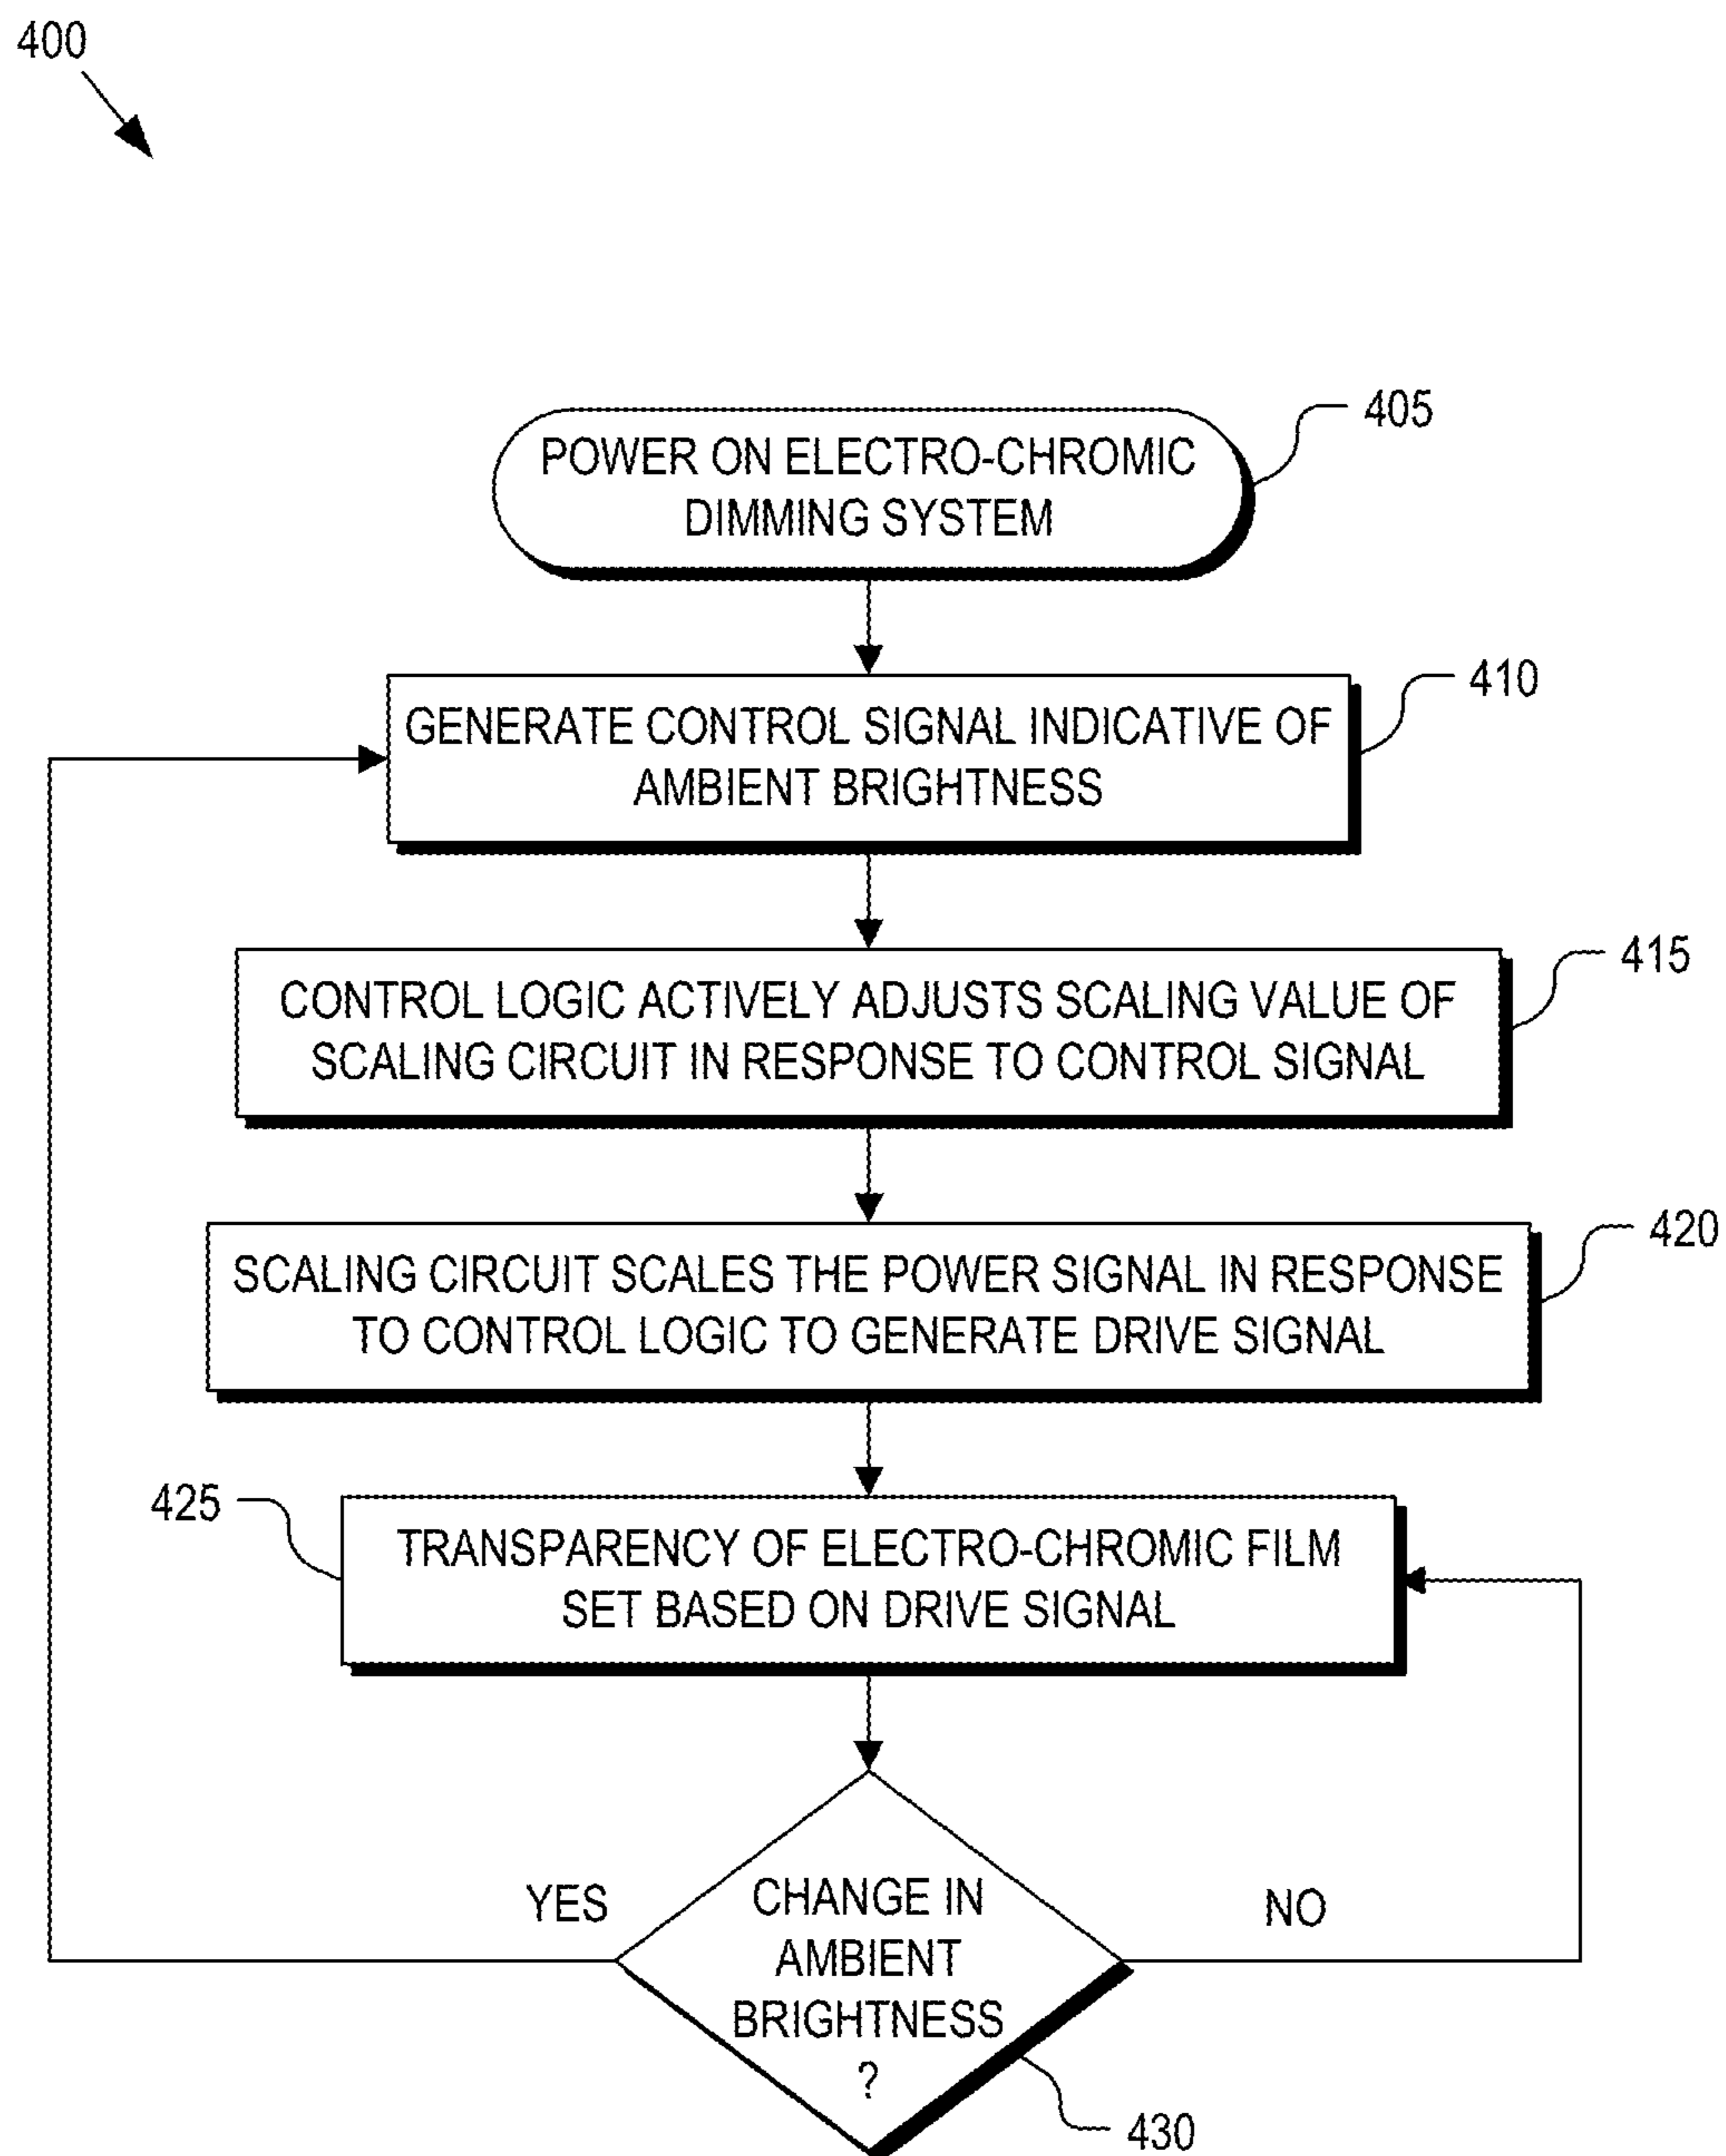 400
405
POWER ON ELECTRO-CHROMIC
DIMMING SYSTEM
410
GENERATE CONTROL SIGNAL INDICATIVE OF
AMBIENT BRIGHTNESS
415
CONTROL LOGIC ACTIVELY ADJUSTS SCALING VALUE OF
SCALING CIRCUIT IN RESPONSE TO CONTROL SIGNAL
420
SCALING CIRCUIT SCALES THE POWER SIGNAL IN RESPONSE
TO CONTROL LOGIC TO GENERATE DRIVE SIGNAL
425
TRANSPARENCY OF ELECTRO-CHROMIC FILM
SET BASED ON DRIVE SIGNAL
YES
CHANGE IN
AMBIENT
BRIGHTNESS
?
NO
430